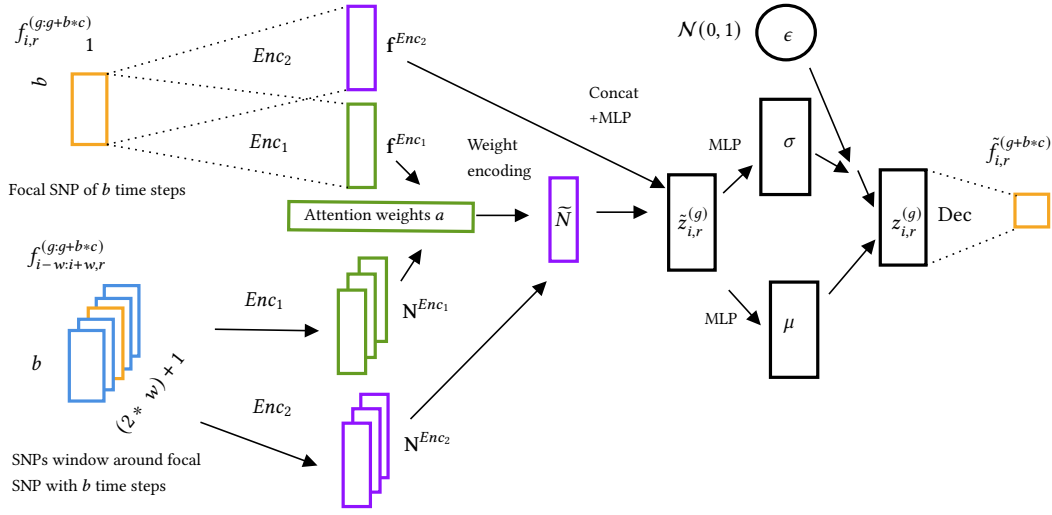 f_{i,r}^{(g:g+b*c)}
1
b
Enc_2
f^{Enc_2}
Enc_1
f^{Enc_1}
Focal SNP of b time steps
Attention weights a
Weight
encoding
Ñ
Concat
+MLP
z̃_{i,r}^{(g)}
MLP
σ
𝒩(0, 1)
ϵ
MLP
μ
z_{i,r}^{(g)}
Dec
f̃_{i,r}^{(g+b*c)}
f_{i−w:i+w,r}^{(g:g+b*c)}
b
(2 * w) + 1
Enc_1
N^{Enc_1}
Enc_2
N^{Enc_2}
SNPs window around focal
SNP with b time steps